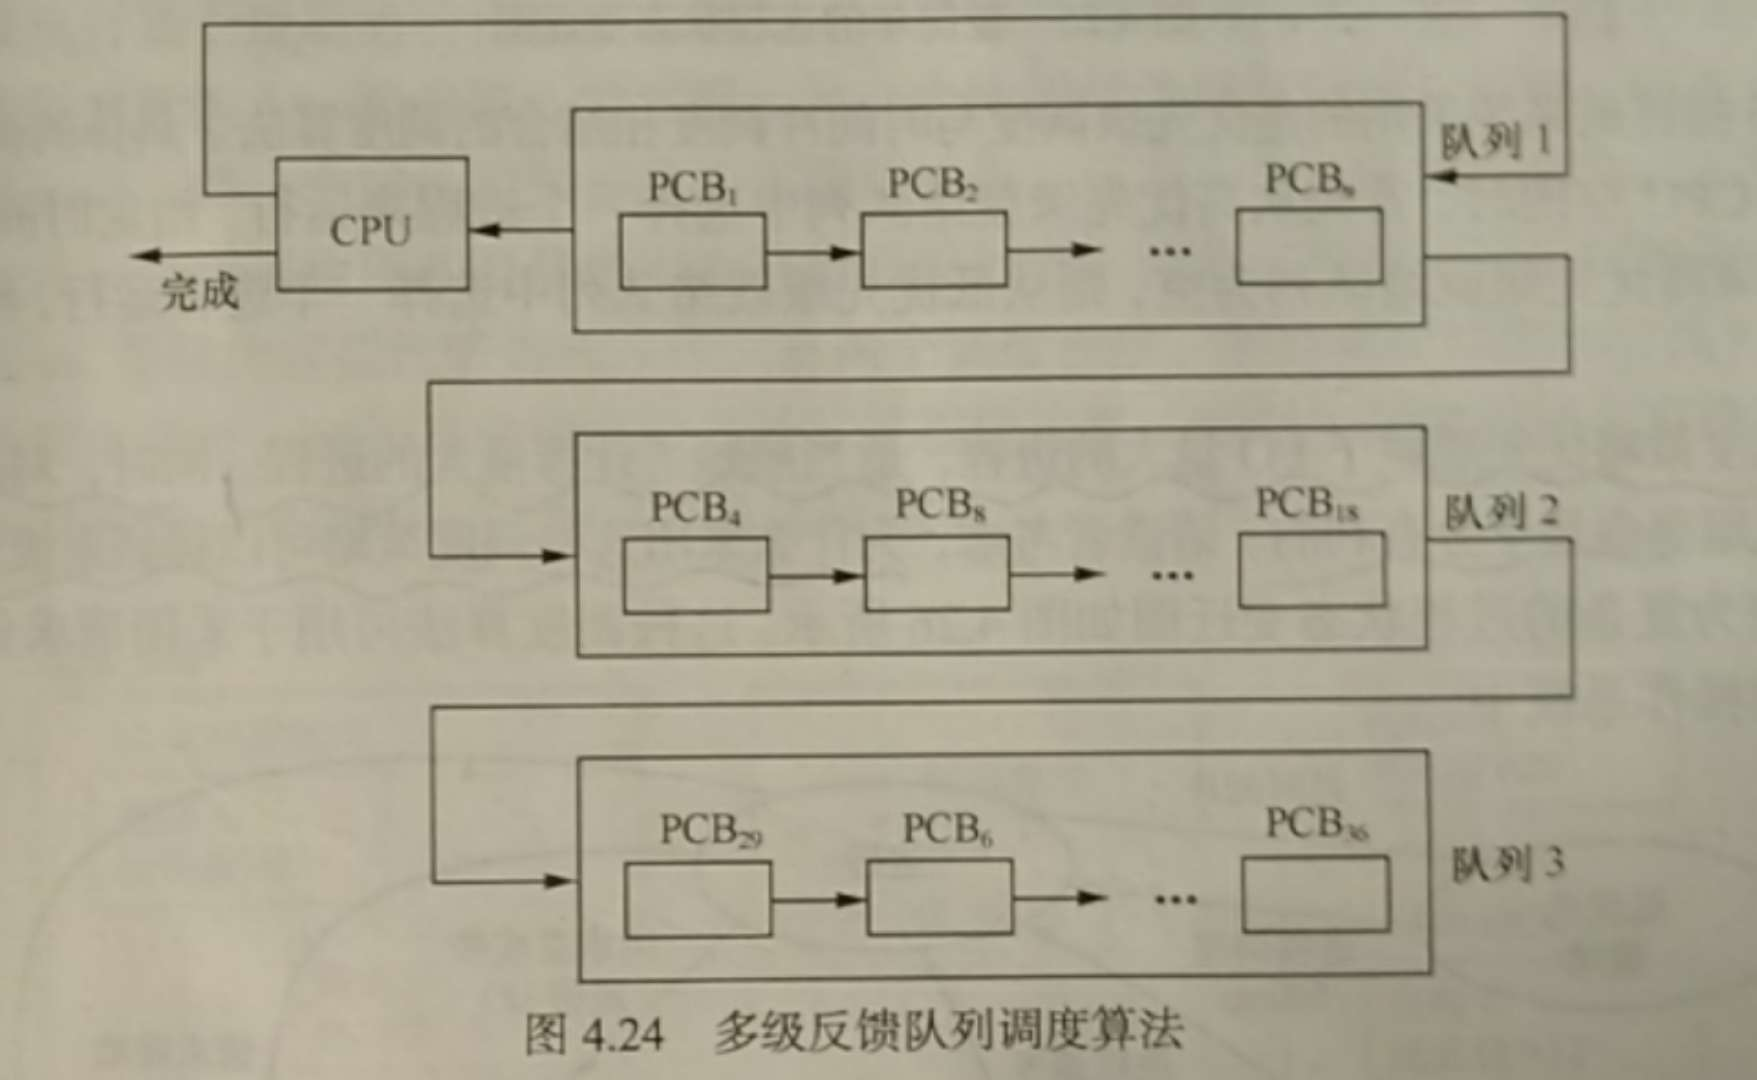 队列 1
PCB₁ PCB₂ PCBₙ
CPU
···
完成
PCB₄ PCB₈ PCB₁₈
队列 2
···
PCB₂₉ PCB₆ PCB₃₆
队列 3
···
图 4.24 多级反馈队列调度算法